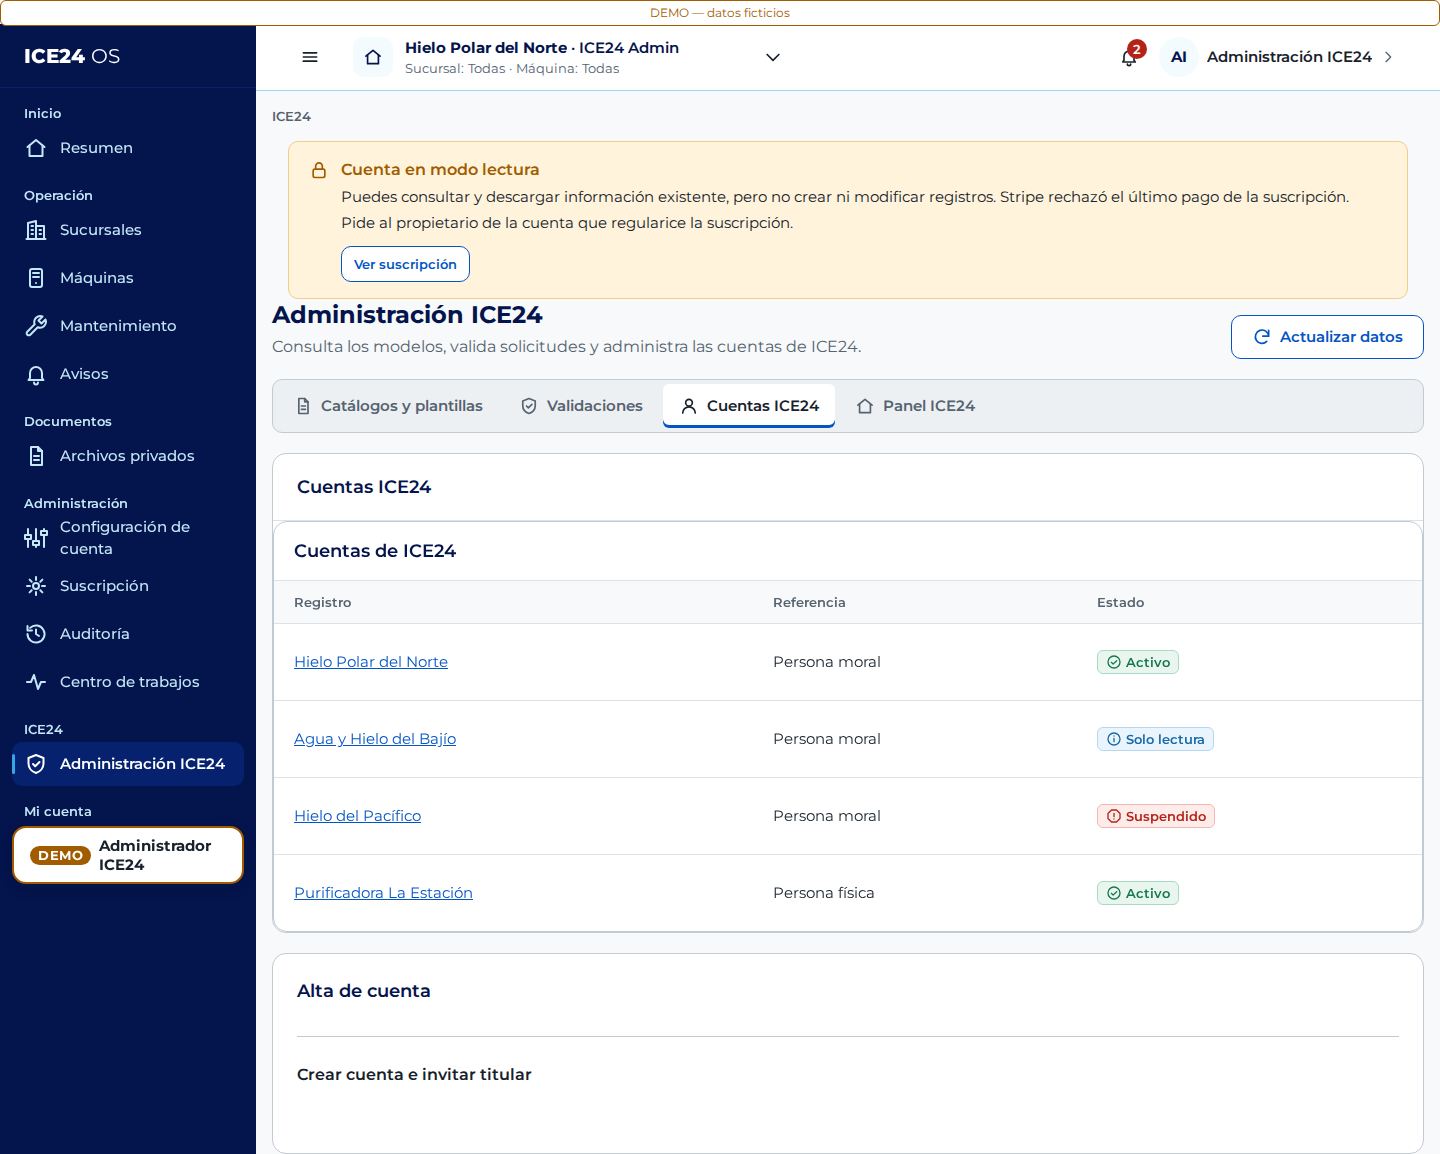 DEMO — datos ficticios
ICE24 OS
Inicio
Resumen
Operación
Sucursales
Máquinas
Mantenimiento
Avisos
Documentos
Archivos privados
Administración
Configuración de
cuenta
Suscripción
Auditoría
Centro de trabajos
ICE24
Administración ICE24
Mi cuenta
DEMO
Administrador
ICE24
Hielo Polar del Norte · ICE24 Admin
Sucursal: Todas · Máquina: Todas
2
AI
Administración ICE24
ICE24
Cuenta en modo lectura
Puedes consultar y descargar información existente, pero no crear ni modificar registros. Stripe rechazó el último pago de la suscripción.
Pide al propietario de la cuenta que regularice la suscripción.
Ver suscripción
Administración ICE24
Consulta los modelos, valida solicitudes y administra las cuentas de ICE24.
Actualizar datos
Catálogos y plantillas
Validaciones
Cuentas ICE24
Panel ICE24
Cuentas ICE24
Cuentas de ICE24
Registro Referencia Estado
Hielo Polar del Norte Persona moral Activo
Agua y Hielo del Bajío Persona moral Solo lectura
Hielo del Pacífico Persona moral Suspendido
Purificadora La Estación Persona física Activo
Alta de cuenta
Crear cuenta e invitar titular